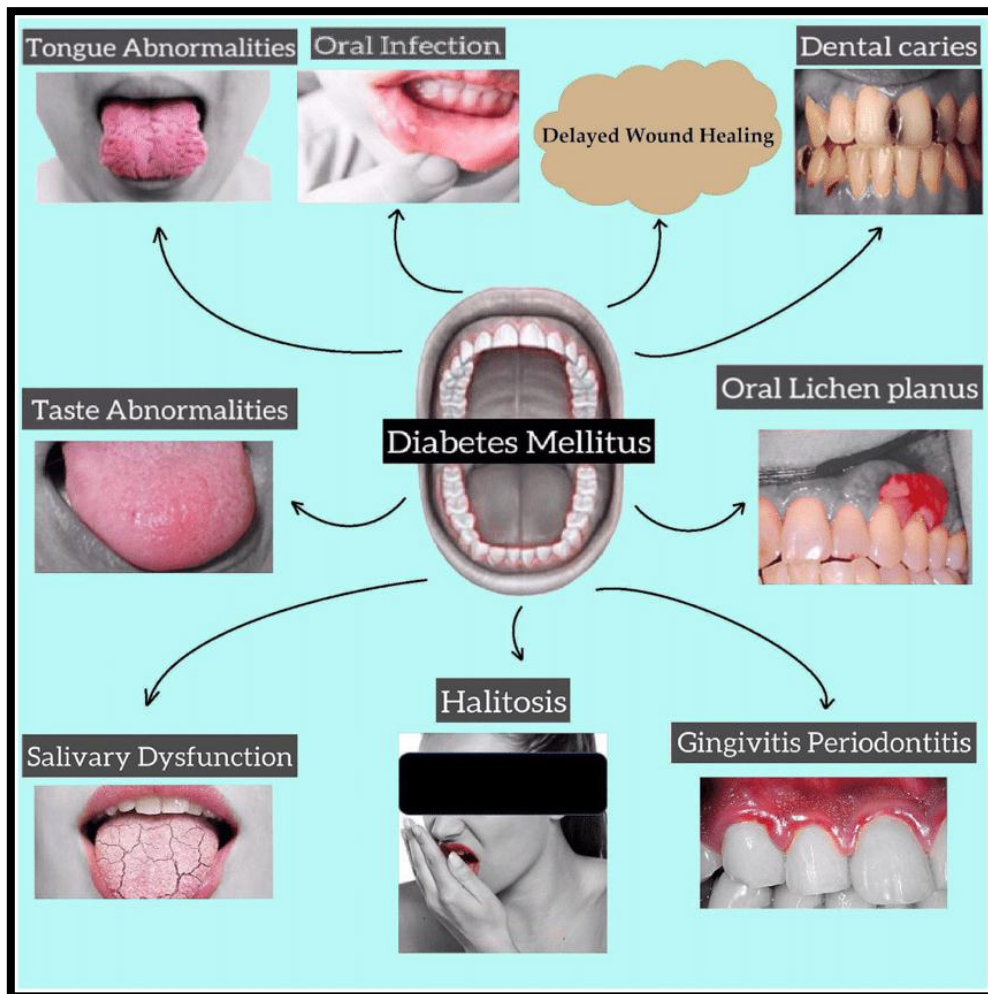 Tongue Abnormalities
Oral Infection
Delayed Wound Healing
Dental caries
Taste Abnormalities
Diabetes Mellitus
Oral Lichen planus
Salivary Dysfunction
Halitosis
Gingivitis Periodontitis